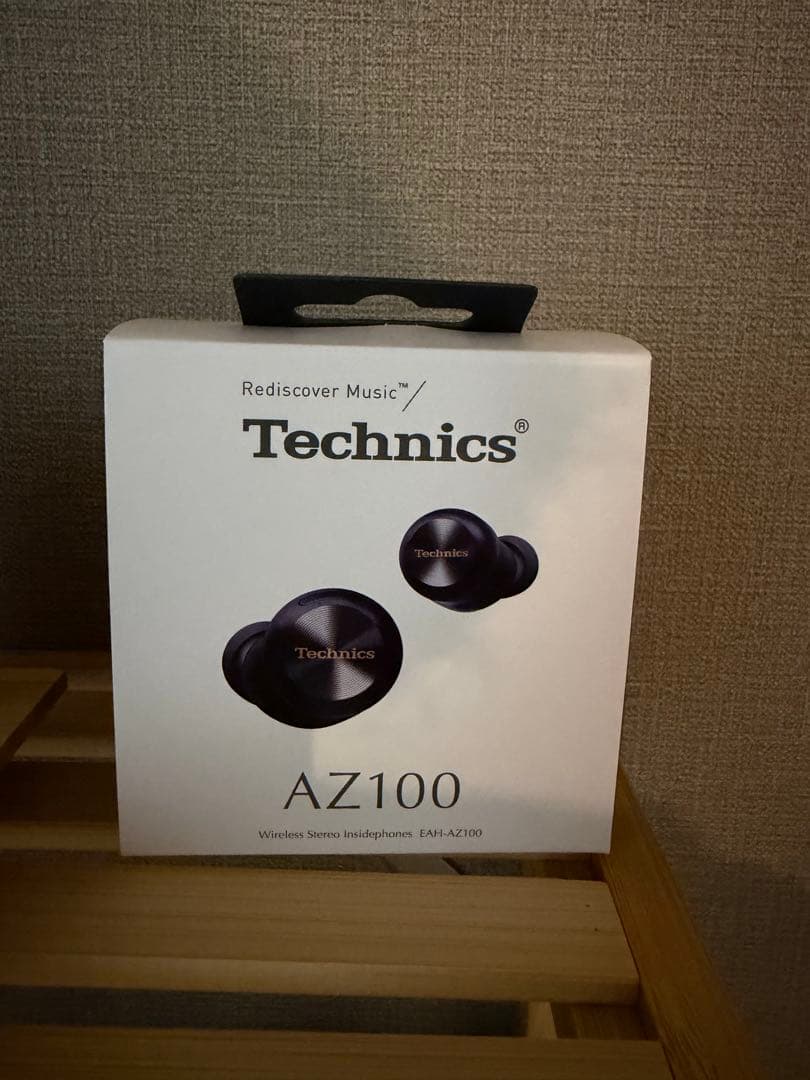 Rediscover Music™/
Technics®
Technics
Technics
AZ100
Wireless Stereo Insidephones EAH-AZ100